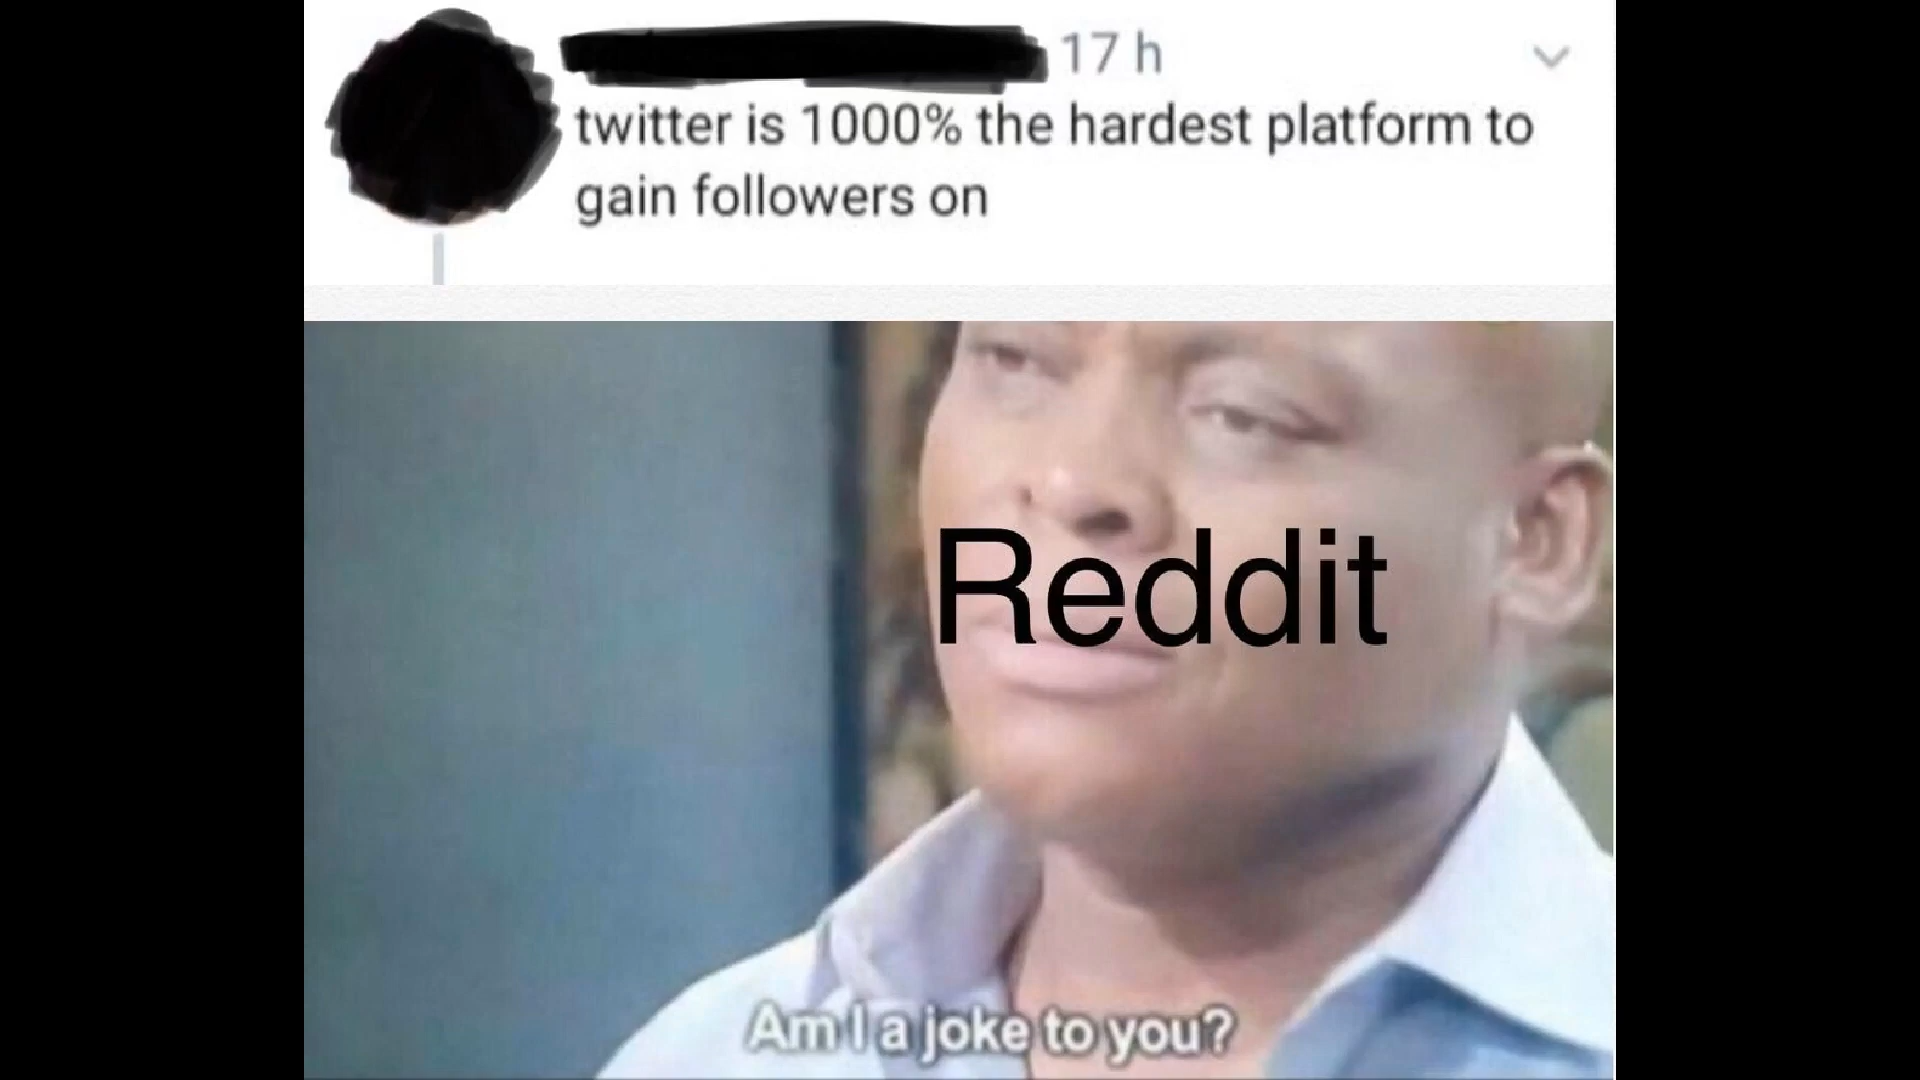 17 h
twitter is 1000% the hardest platform to
gain followers on
Reddit
Am I a joke to you?